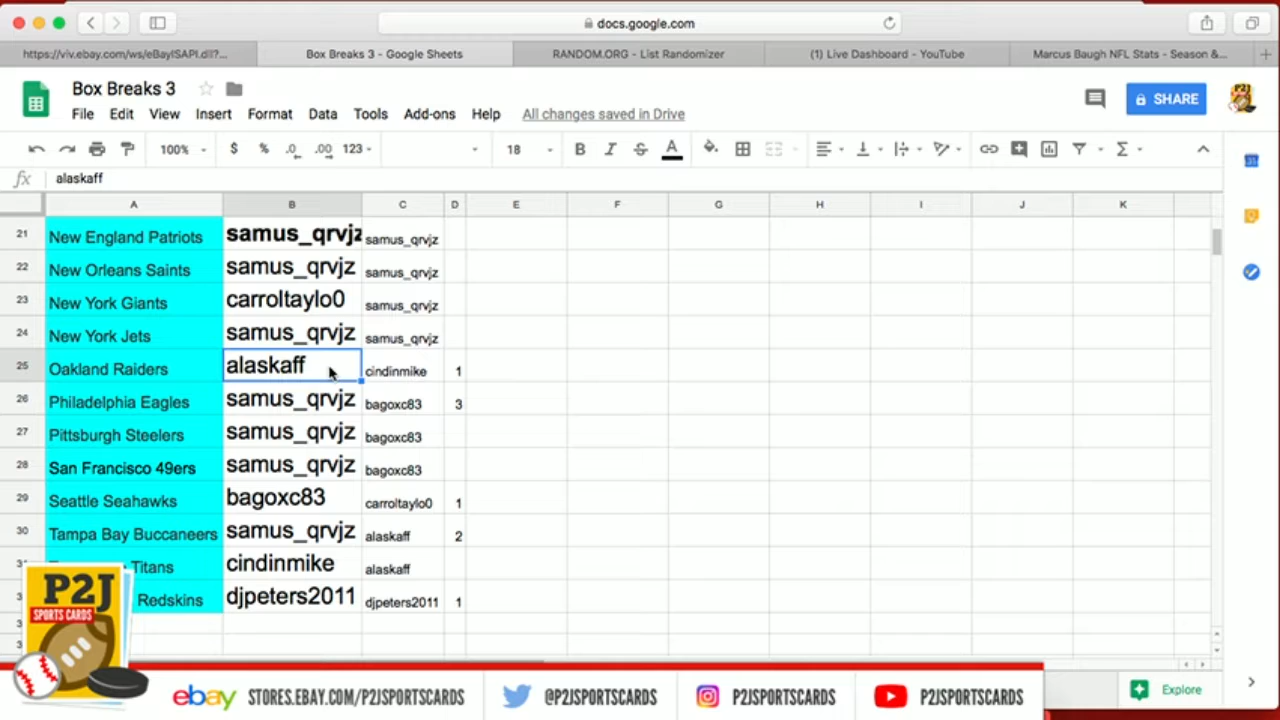 docs.google.com
https://viv.ebay.com/ws/eBayISAPI.dll?... Box Breaks 3 - Google Sheets RANDOM.ORG - List Randomizer (1) Live Dashboard - YouTube Marcus Baugh NFL Stats - Season &...
Box Breaks 3
File Edit View Insert Format Data Tools Add-ons Help All changes saved in Drive
SHARE
100% $ % .0 .00 123 18 B I S A
fx alaskaff
A B C D E F G H I J K
21 New England Patriots samus_qrvjz samus_qrvjz
22 New Orleans Saints samus_qrvjz samus_qrvjz
23 New York Giants carroltaylo0 samus_qrvjz
24 New York Jets samus_qrvjz samus_qrvjz
25 Oakland Raiders alaskaff cindinmike 1
26 Philadelphia Eagles samus_qrvjz bagoxc83 3
27 Pittsburgh Steelers samus_qrvjz bagoxc83
28 San Francisco 49ers samus_qrvjz bagoxc83
29 Seattle Seahawks bagoxc83 carroltaylo0 1
30 Tampa Bay Buccaneers samus_qrvjz alaskaff 2
Titans cindinmike alaskaff
Redskins djpeters2011 djpeters2011 1
P2J
SPORTS CARDS
Explore
ebay STORES.EBAY.COM/P2JSPORTSCARDS @P2JSPORTSCARDS P2JSPORTSCARDS P2JSPORTSCARDS